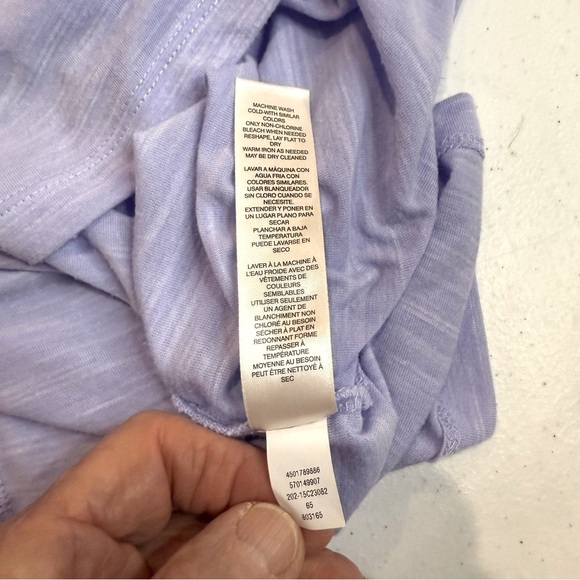 MACHINE WASH
COLD-WITH SIMILAR
COLORS
ONLY NON-CHLORINE
BLEACH WHEN NEEDED
RESHAPE, LAY FLAT TO
DRY
WARM IRON AS NEEDED
MAY BE DRY CLEANED
LAVAR A MÁQUINA CON
AGUA FRIA CON
COLORES SIMILARES.
USAR BLANQUEADOR
SIN CLORO CUANDO SE
NECESITE.
EXTENDER Y PONER EN
UN LUGAR PLANO PARA
SECAR
PLANCHAR A BAJA
TEMPERATURA
PUEDE LAVARSE EN
SECO
LAVER À LA MACHINE À
L'EAU FROIDE AVEC DES
VÊTEMENTS DE
COULEURS
SEMBLABLES
UTILISER SEULEMENT
UN AGENT DE
BLANCHIMENT NON
CHLORÉ AU BESOIN
SÉCHER À PLAT EN
REDONNANT FORME
REPASSER À
TEMPÉRATURE
MOYENNE AU BESOIN
PEUT ÊTRE NETTOYÉ À
SEC
4501789886
570149907
202-15C23082
65
803165